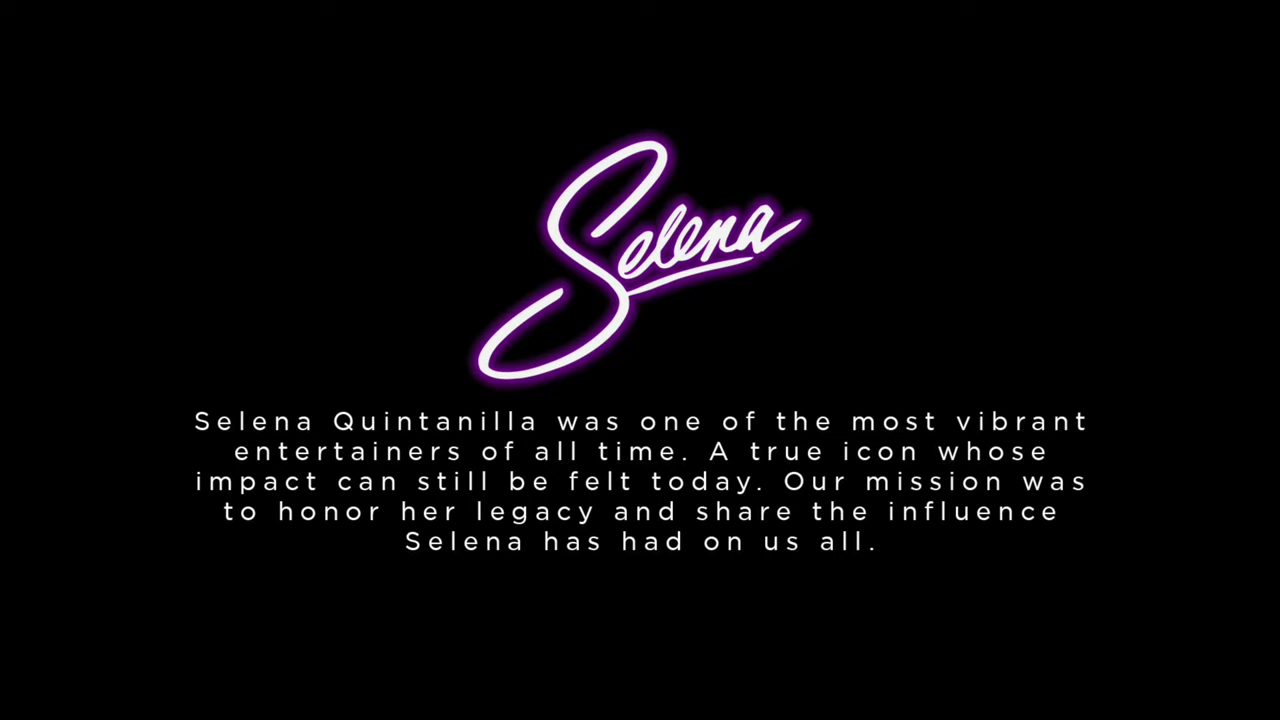 Selena
Selena Quintanilla was one of the most vibrant
entertainers of all time. A true icon whose
impact can still be felt today. Our mission was
to honor her legacy and share the influence
Selena has had on us all.